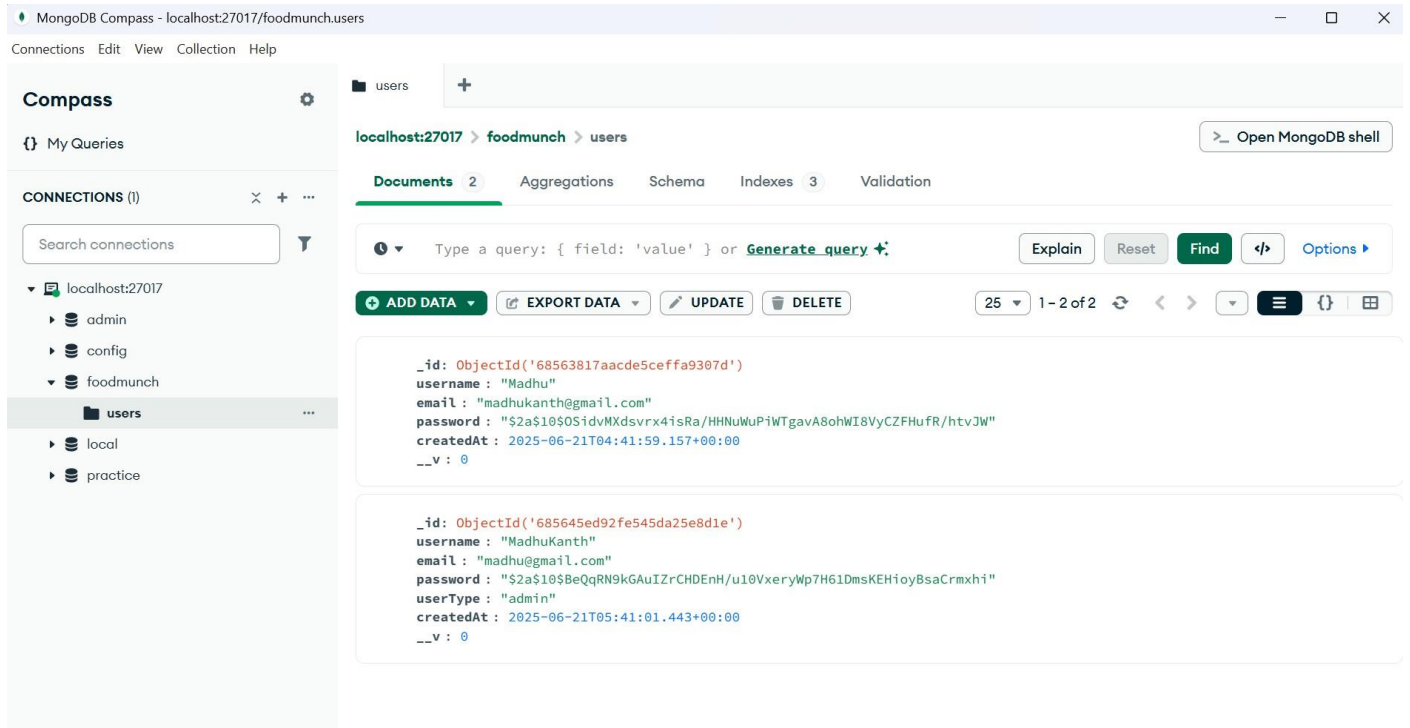 MongoDB Compass - localhost:27017/foodmunch.users
Connections Edit View Collection Help
Compass
{} My Queries
CONNECTIONS (1)
Search connections
localhost:27017
admin
config
foodmunch
users
local
practice
users
localhost:27017 > foodmunch > users
>_ Open MongoDB shell
Documents 2 Aggregations Schema Indexes 3 Validation
Type a query: { field: 'value' } or Generate query
Explain Reset Find </> Options
ADD DATA EXPORT DATA UPDATE DELETE
25 1 – 2 of 2 {}
_id: ObjectId('68563817aacde5ceffa9307d')
username : "Madhu"
email : "madhukanth@gmail.com"
password : "$2a$10$OSidvMXdsvrx4isRa/HHNuWuPiWTgavA8ohWI8VyCZFHufR/htvJW"
createdAt : 2025-06-21T04:41:59.157+00:00
__v : 0
_id: ObjectId('685645ed92fe545da25e8d1e')
username : "MadhuKanth"
email : "madhu@gmail.com"
password : "$2a$10$BeQqRN9kGAuIZrCHDEnH/u10VxeryWp7H61DmsKEHioyBsaCrmxhi"
userType : "admin"
createdAt : 2025-06-21T05:41:01.443+00:00
__v : 0